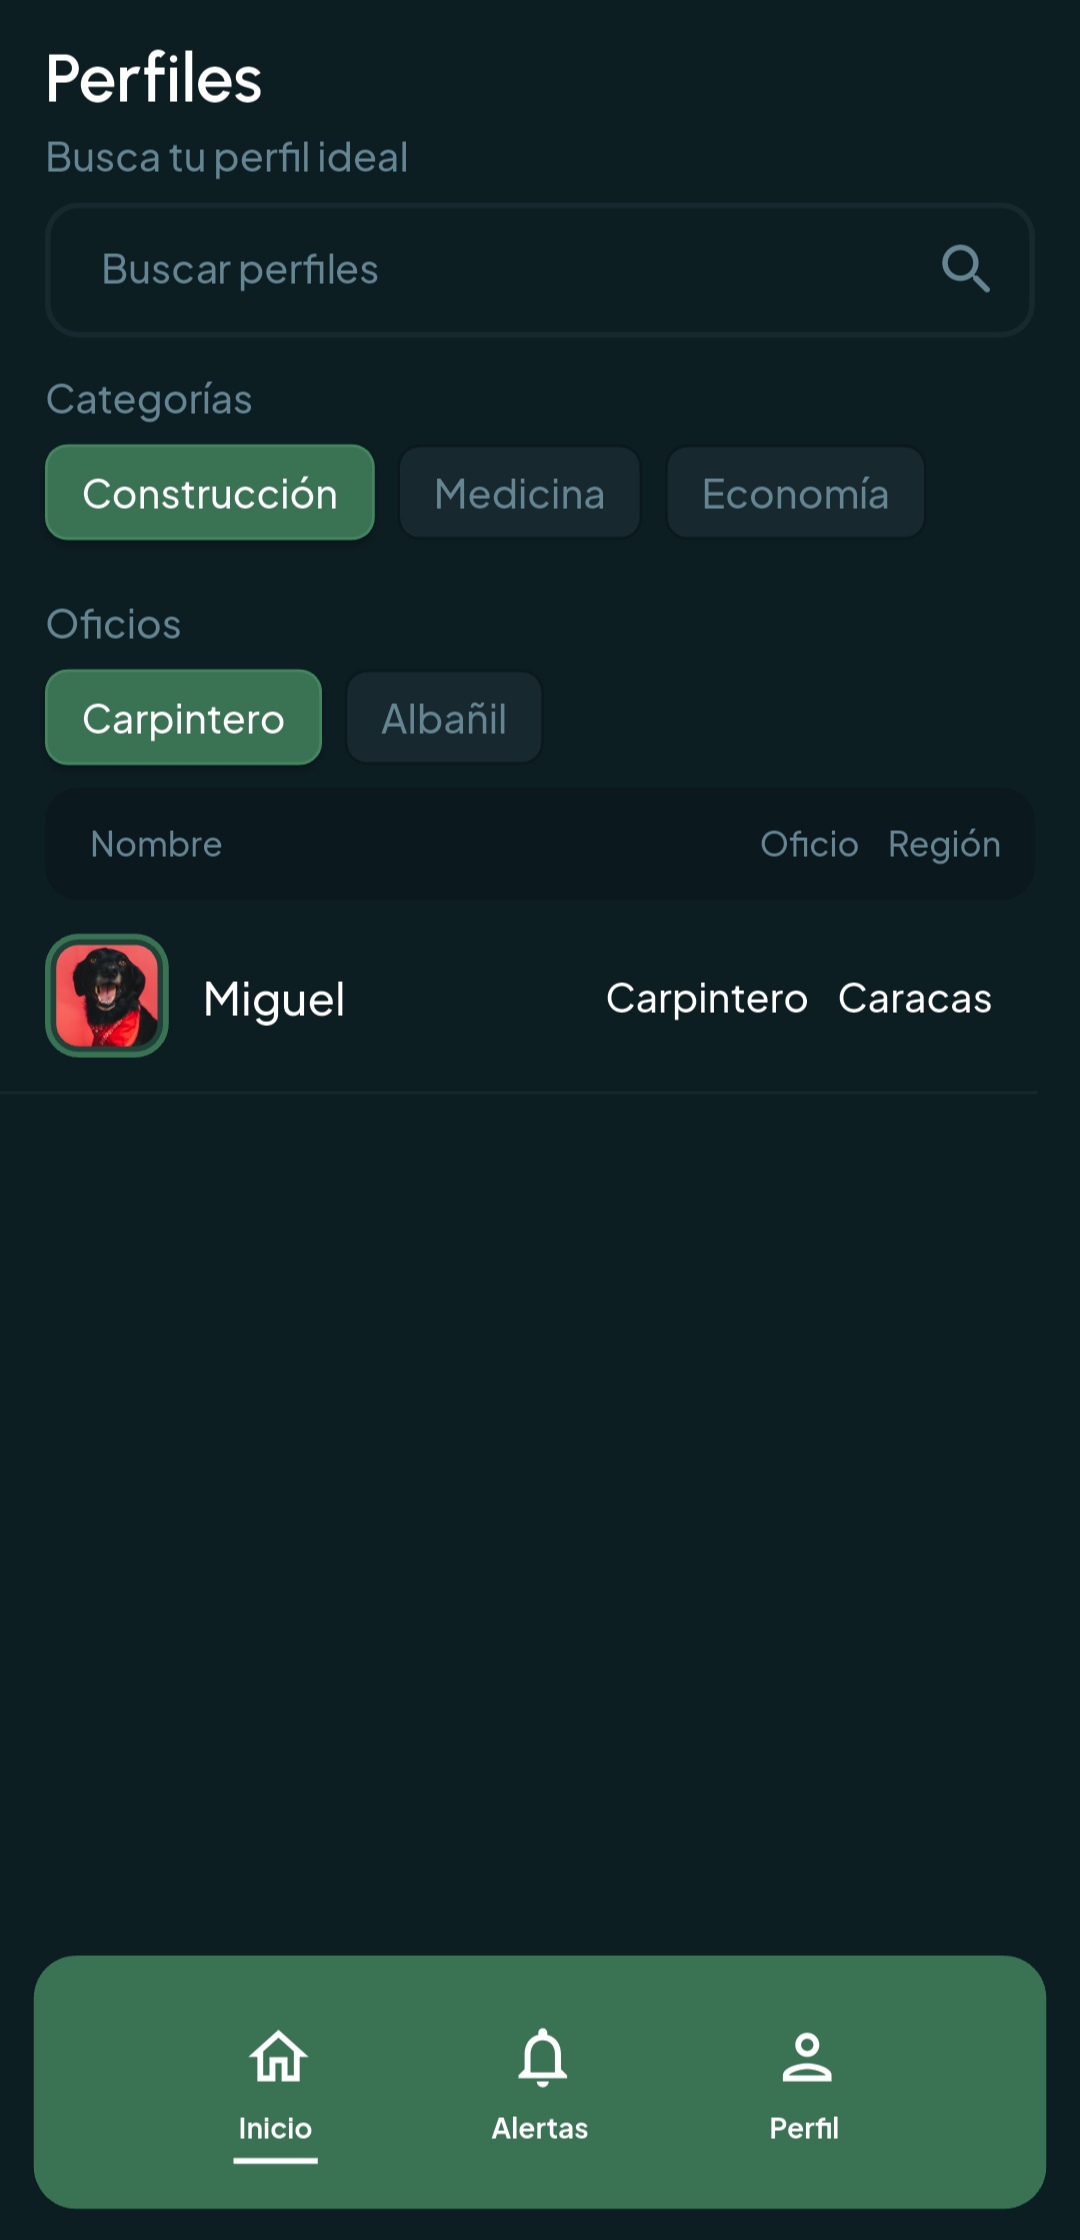 Perfiles
Busca tu perfil ideal
Buscar perfiles
Categorías
Construcción Medicina Economía
Oficios
Carpintero Albañil
Nombre Oficio Región
Miguel Carpintero Caracas
Inicio Alertas Perfil